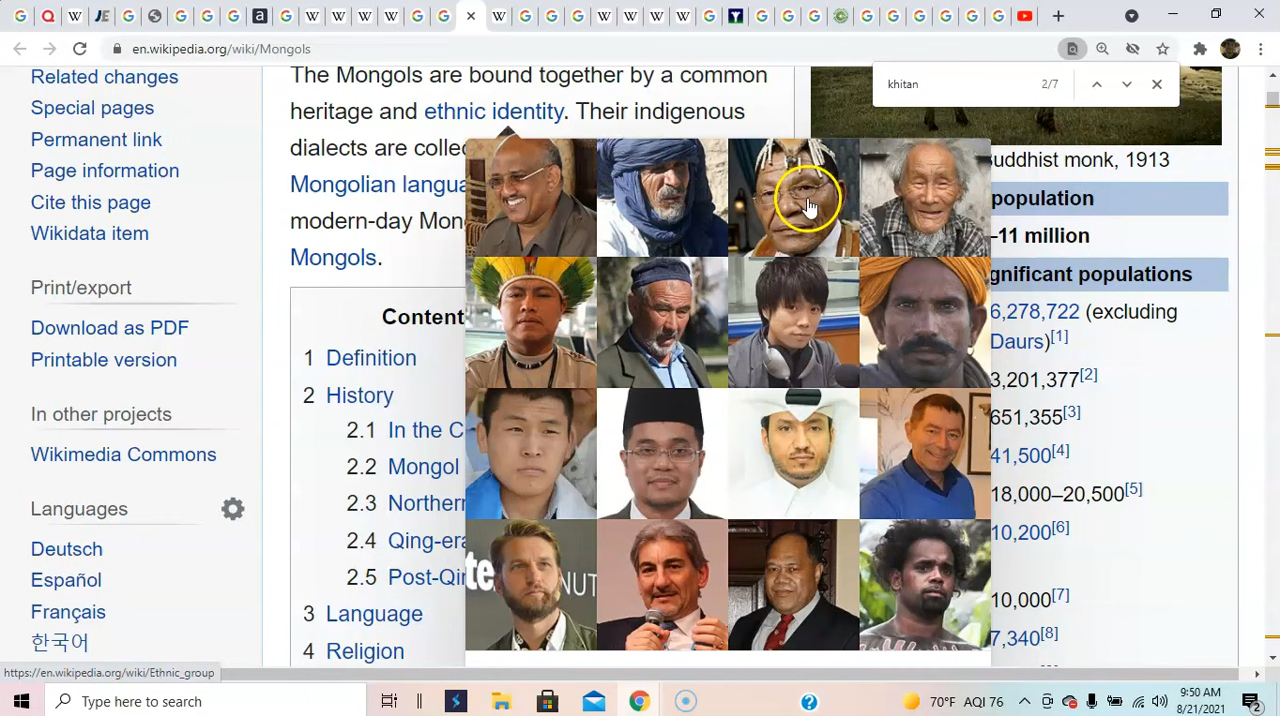 en.wikipedia.org/wiki/Mongols
khitan
2/7
Related changes
Special pages
Permanent link
Page information
Cite this page
Wikidata item
Print/export
Download as PDF
Printable version
In other projects
Wikimedia Commons
Languages
Deutsch
Español
Français
한국어
The Mongols are bound together by a common
heritage and ethnic identity. Their indigenous
dialects are collec
Mongolian langua
modern-day Mon
Mongols.
Content
1 Definition
2 History
2.1 In the C
2.2 Mongol
2.3 Northern
2.4 Qing-era
2.5 Post-Qin
3 Language
4 Religion
uddhist monk, 1913
population
–11 million
gnificant populations
6,278,722 (excluding
Daurs)[1]
3,201,377[2]
651,355[3]
41,500[4]
18,000–20,500[5]
10,200[6]
10,000[7]
7,340[8]
https://en.wikipedia.org/wiki/Ethnic_group
Type here to search
70°F AQI 76
9:50 AM
8/21/2021
2